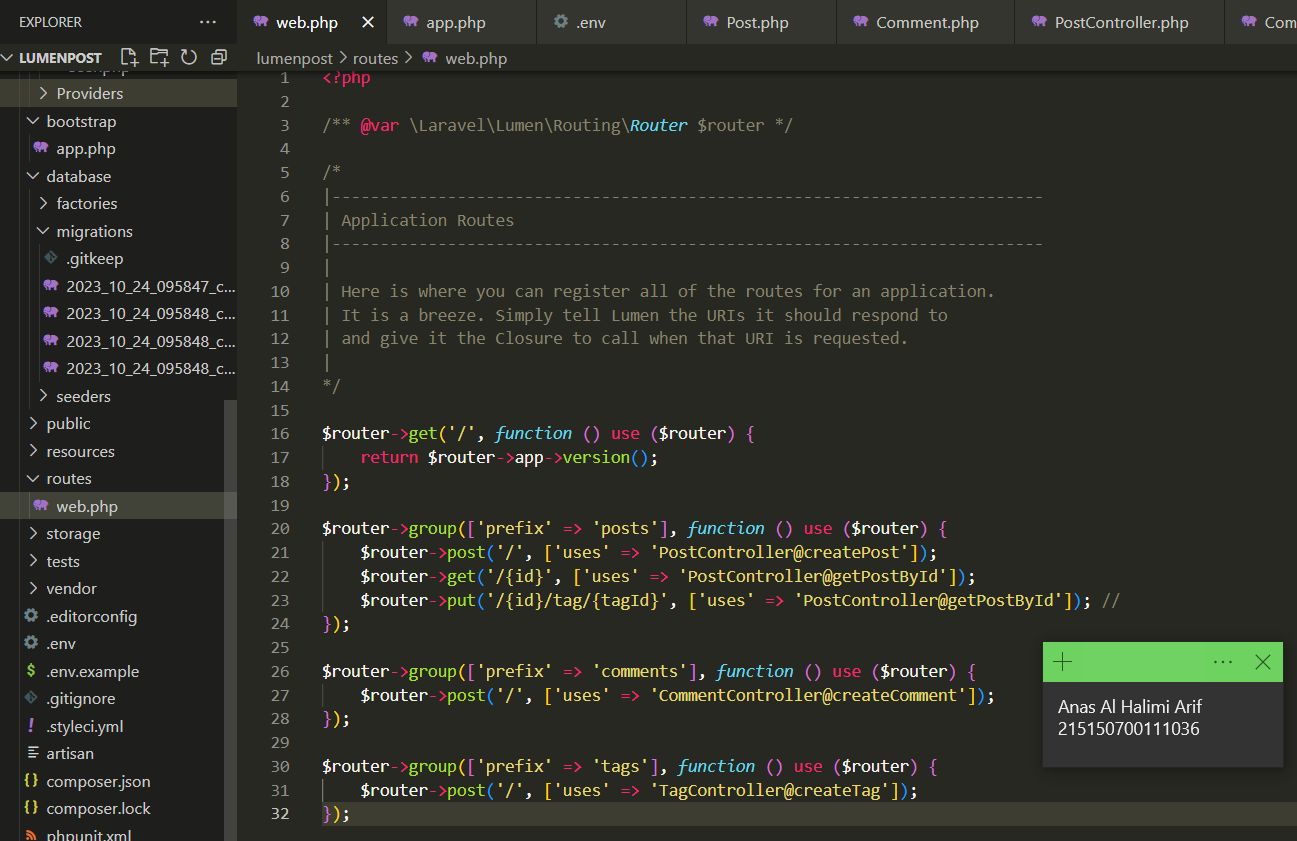 EXPLORER ...
LUMENPOST
Providers
bootstrap
app.php
database
factories
migrations
.gitkeep
2023_10_24_095847_c...
2023_10_24_095848_c...
2023_10_24_095848_c...
2023_10_24_095848_c...
seeders
public
resources
routes
web.php
storage
tests
vendor
.editorconfig
.env
$ .env.example
.gitignore
! .styleci.yml
artisan
{} composer.json
{} composer.lock
phpunit.xml
web.php
app.php
.env
Post.php
Comment.php
PostController.php
Com
lumenpost > routes > web.php
1 <?php
2
3 /** @var \Laravel\Lumen\Routing\Router $router */
4
5 /*
6 |--------------------------------------------------------------------------
7 | Application Routes
8 |--------------------------------------------------------------------------
9 |
10 | Here is where you can register all of the routes for an application.
11 | It is a breeze. Simply tell Lumen the URIs it should respond to
12 | and give it the Closure to call when that URI is requested.
13 |
14 */
15
16 $router->get('/', function () use ($router) {
17     return $router->app->version();
18 });
19
20 $router->group(['prefix' => 'posts'], function () use ($router) {
21     $router->post('/', ['uses' => 'PostController@createPost']);
22     $router->get('/{id}', ['uses' => 'PostController@getPostById']);
23     $router->put('/{id}/tag/{tagId}', ['uses' => 'PostController@getPostById']); //
24 });
25
26 $router->group(['prefix' => 'comments'], function () use ($router) {
27     $router->post('/', ['uses' => 'CommentController@createComment']);
28 });
29
30 $router->group(['prefix' => 'tags'], function () use ($router) {
31     $router->post('/', ['uses' => 'TagController@createTag']);
32 });
Anas Al Halimi Arif
215150700111036